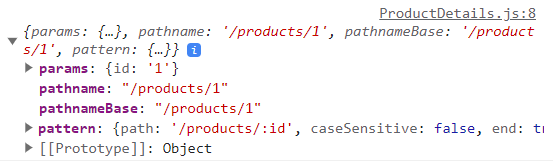 ProductDetails.js:8
{params: {…}, pathname: '/products/1', pathnameBase: '/product
s/1', pattern: {…}} i
params: {id: '1'}
pathname: "/products/1"
pathnameBase: "/products/1"
pattern: {path: '/products/:id', caseSensitive: false, end: tr
[[Prototype]]: Object